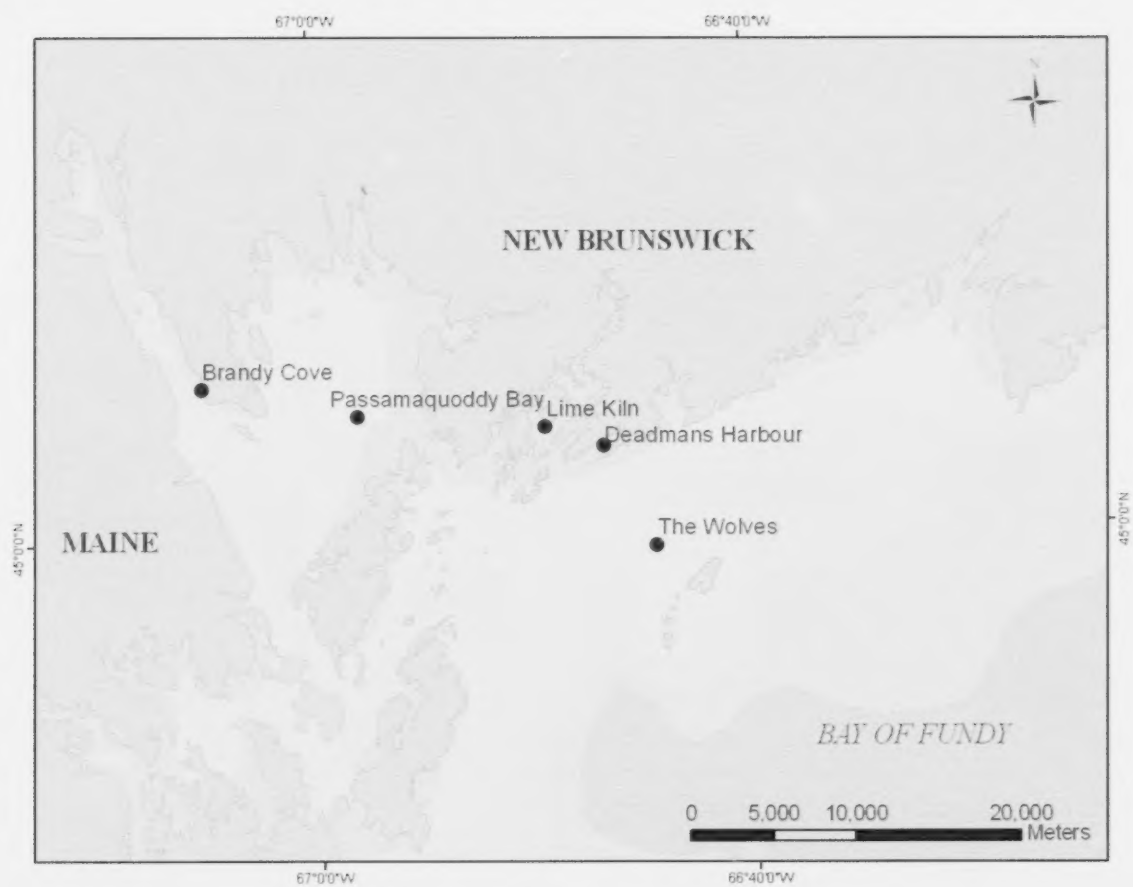 67°0'0"W
66°40'0"W
N
NEW BRUNSWICK
Brandy Cove
Passamaquoddy Bay
Lime Kiln
Deadmans Harbour
The Wolves
MAINE
45°0'0"N
45°0'0"N
BAY OF FUNDY
0 5,000 10,000 20,000
Meters
67°0'0"W
66°40'0"W